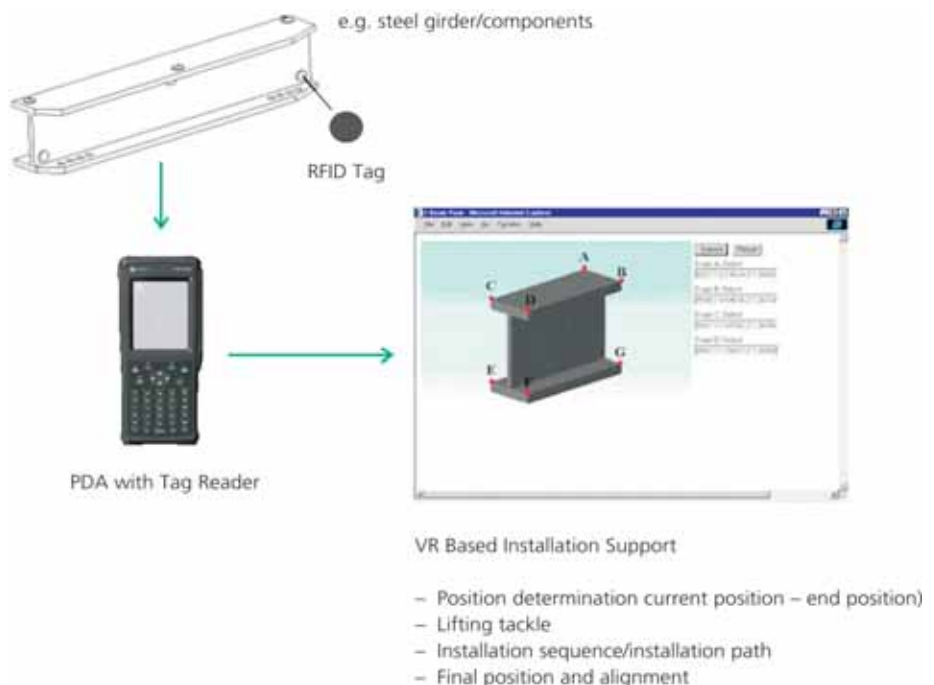 e.g. steel girder/components
RFID Tag
A
B
C
D
E
F
G
PDA with Tag Reader
VR Based Installation Support
– Position determination current position – end position)
– Lifting tackle
– Installation sequence/installation path
– Final position and alignment